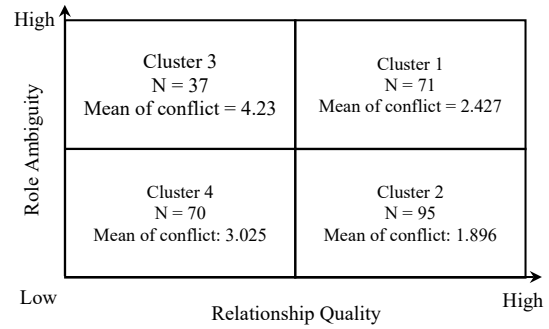 High
Cluster 3
N = 37
Mean of conflict = 4.23
Cluster 1
N = 71
Mean of conflict = 2.427
Role Ambiguity
Cluster 4
N = 70
Mean of conflict: 3.025
Cluster 2
N = 95
Mean of conflict: 1.896
Low
High
Relationship Quality